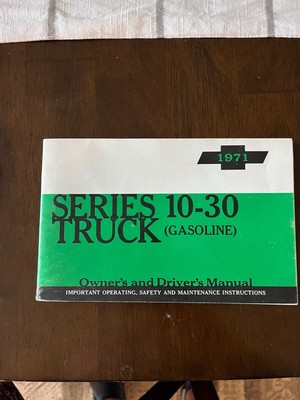 1971
SERIES 10-30
TRUCK (GASOLINE)
Owner's and Driver's Manual
IMPORTANT OPERATING, SAFETY AND MAINTENANCE INSTRUCTIONS